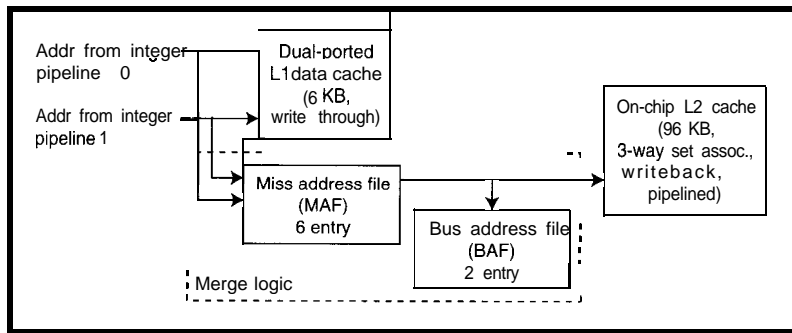 Addr from integer
pipeline 0
Addr from integer
pipeline 1
Dual-ported
L1data cache
(6 KB,
write through)
On-chip L2 cache
(96 KB,
3-way set assoc.,
writeback,
pipelined)
Miss address file
(MAF)
6 entry
Bus address file
(BAF)
2 entry
Merge logic